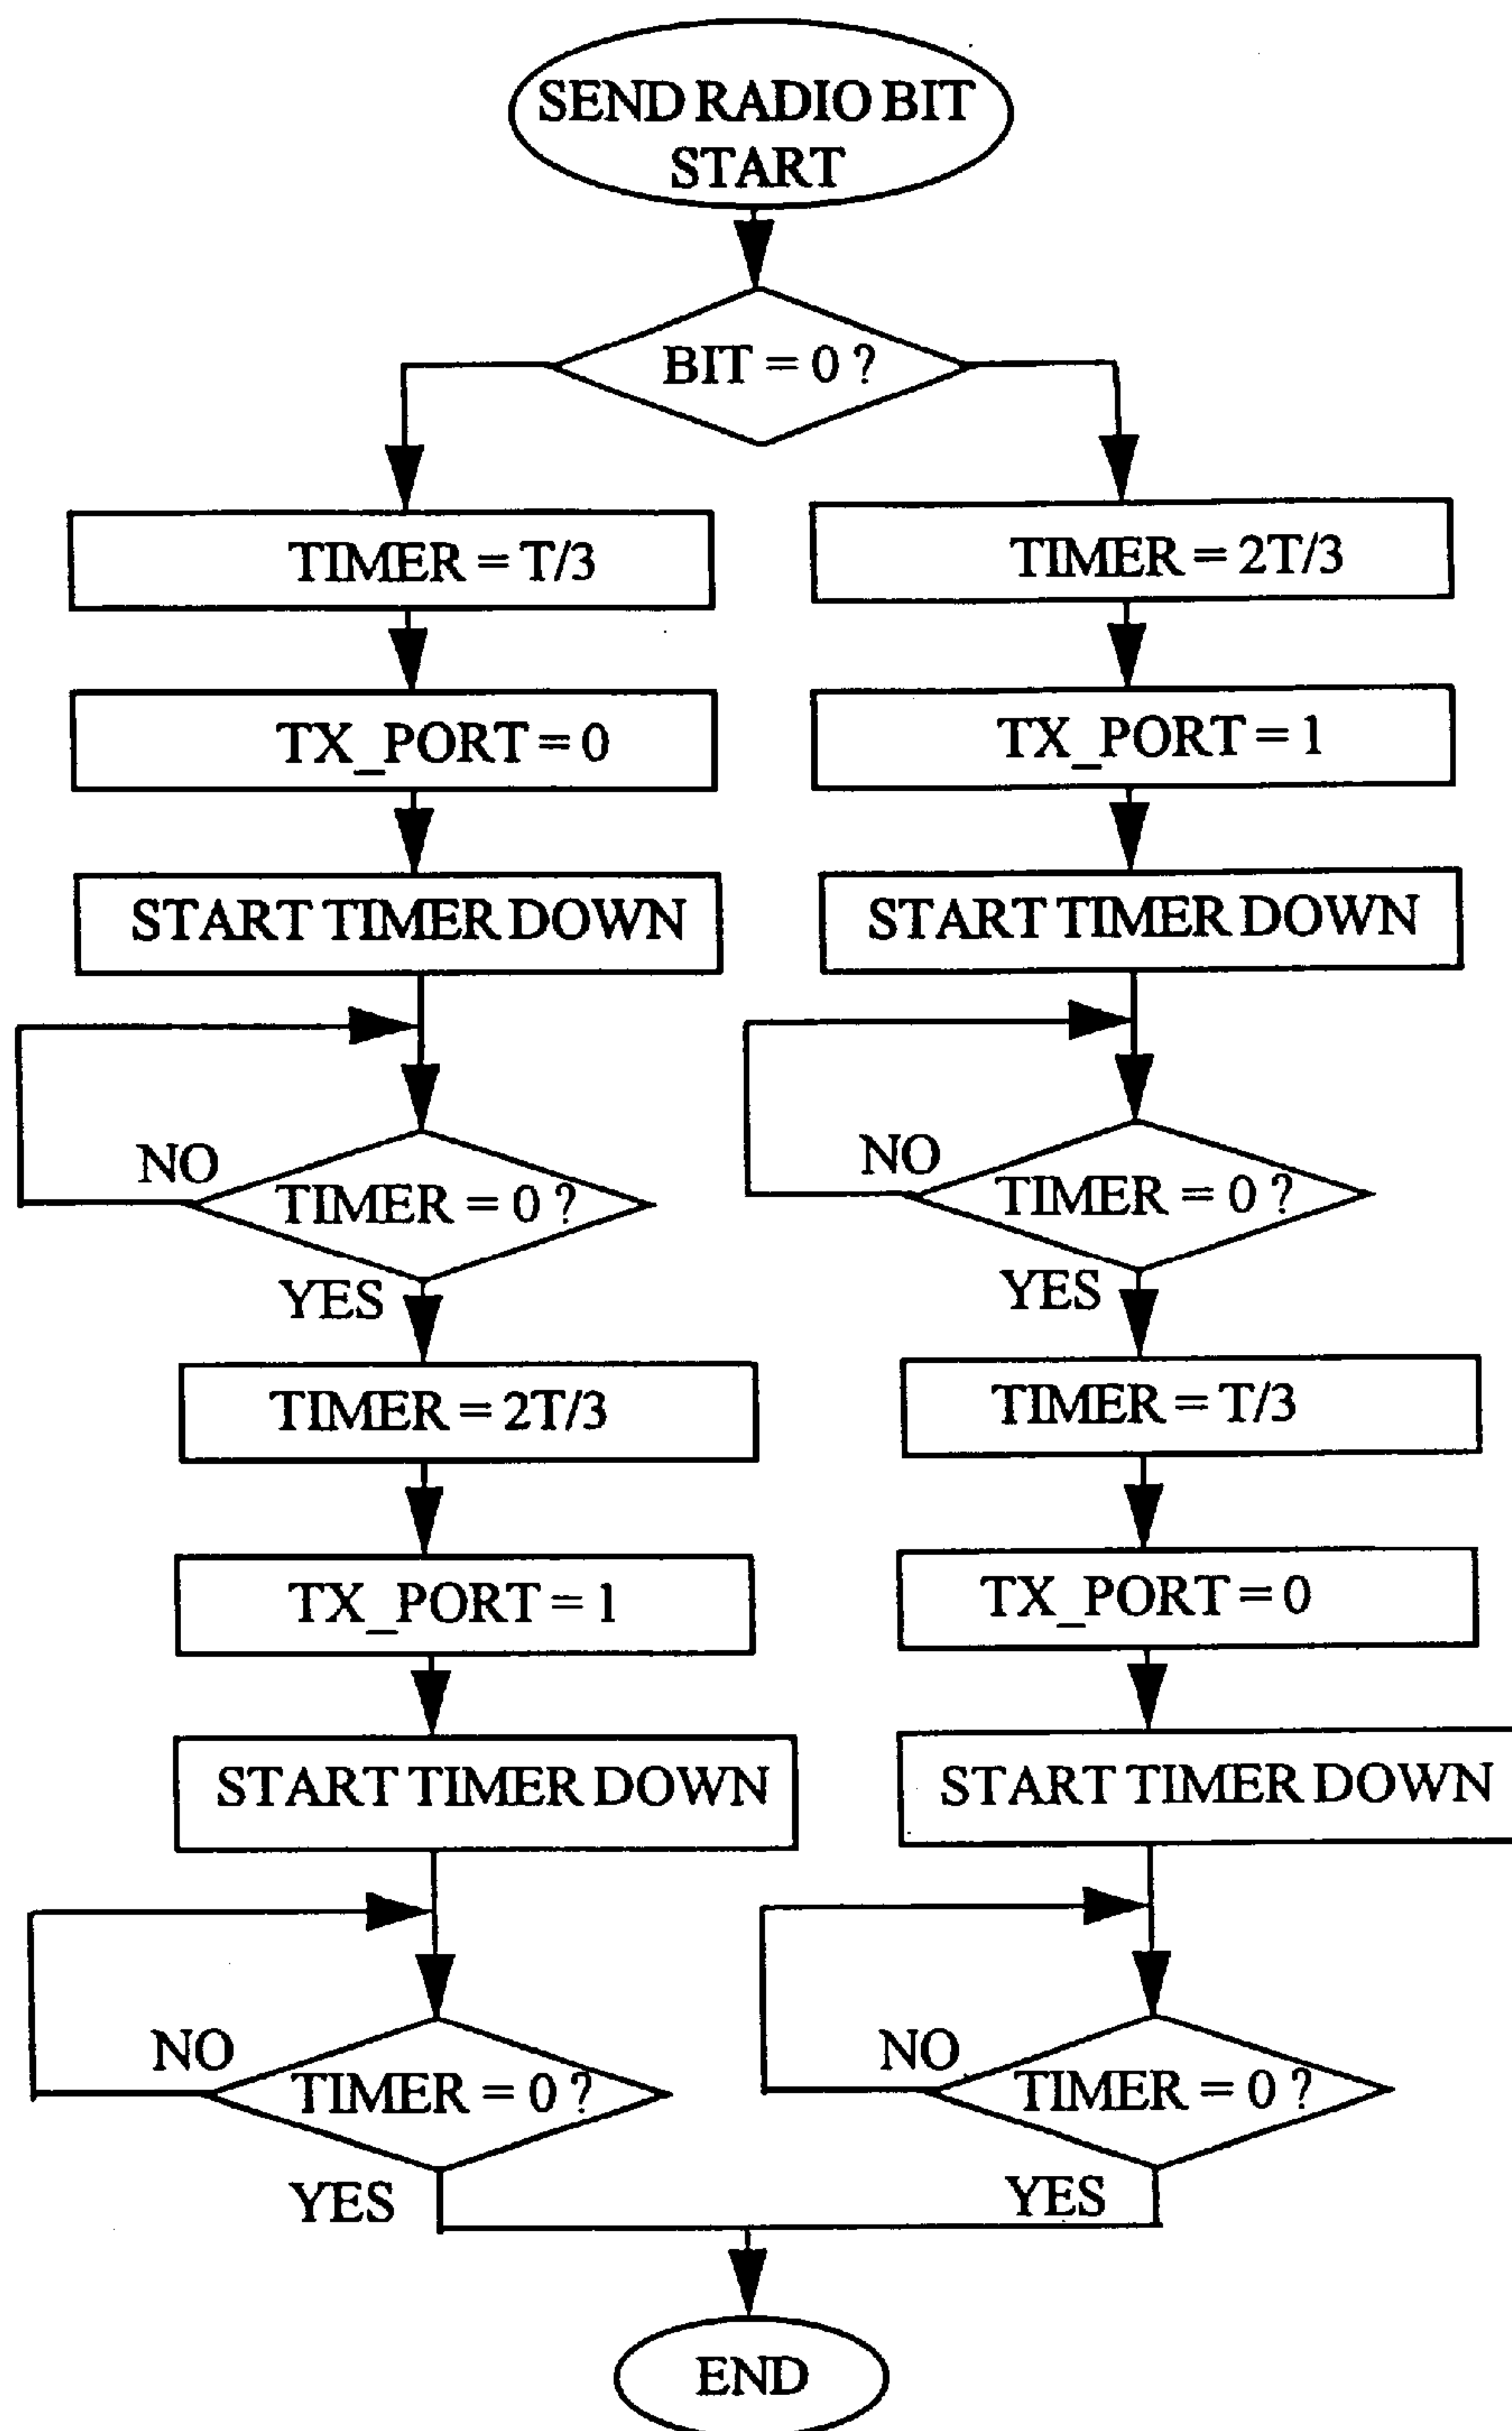 SEND RADIO BIT
START
BIT = 0 ?
TIMER = T/3
TX_PORT = 0
START TIMER DOWN
NO
TIMER = 0 ?
YES
TIMER = 2T/3
TX_PORT = 1
START TIMER DOWN
NO
TIMER = 0 ?
YES
TIMER = 2T/3
TX_PORT = 1
START TIMER DOWN
NO
TIMER = 0 ?
YES
TIMER = T/3
TX_PORT = 0
START TIMER DOWN
NO
TIMER = 0 ?
YES
END